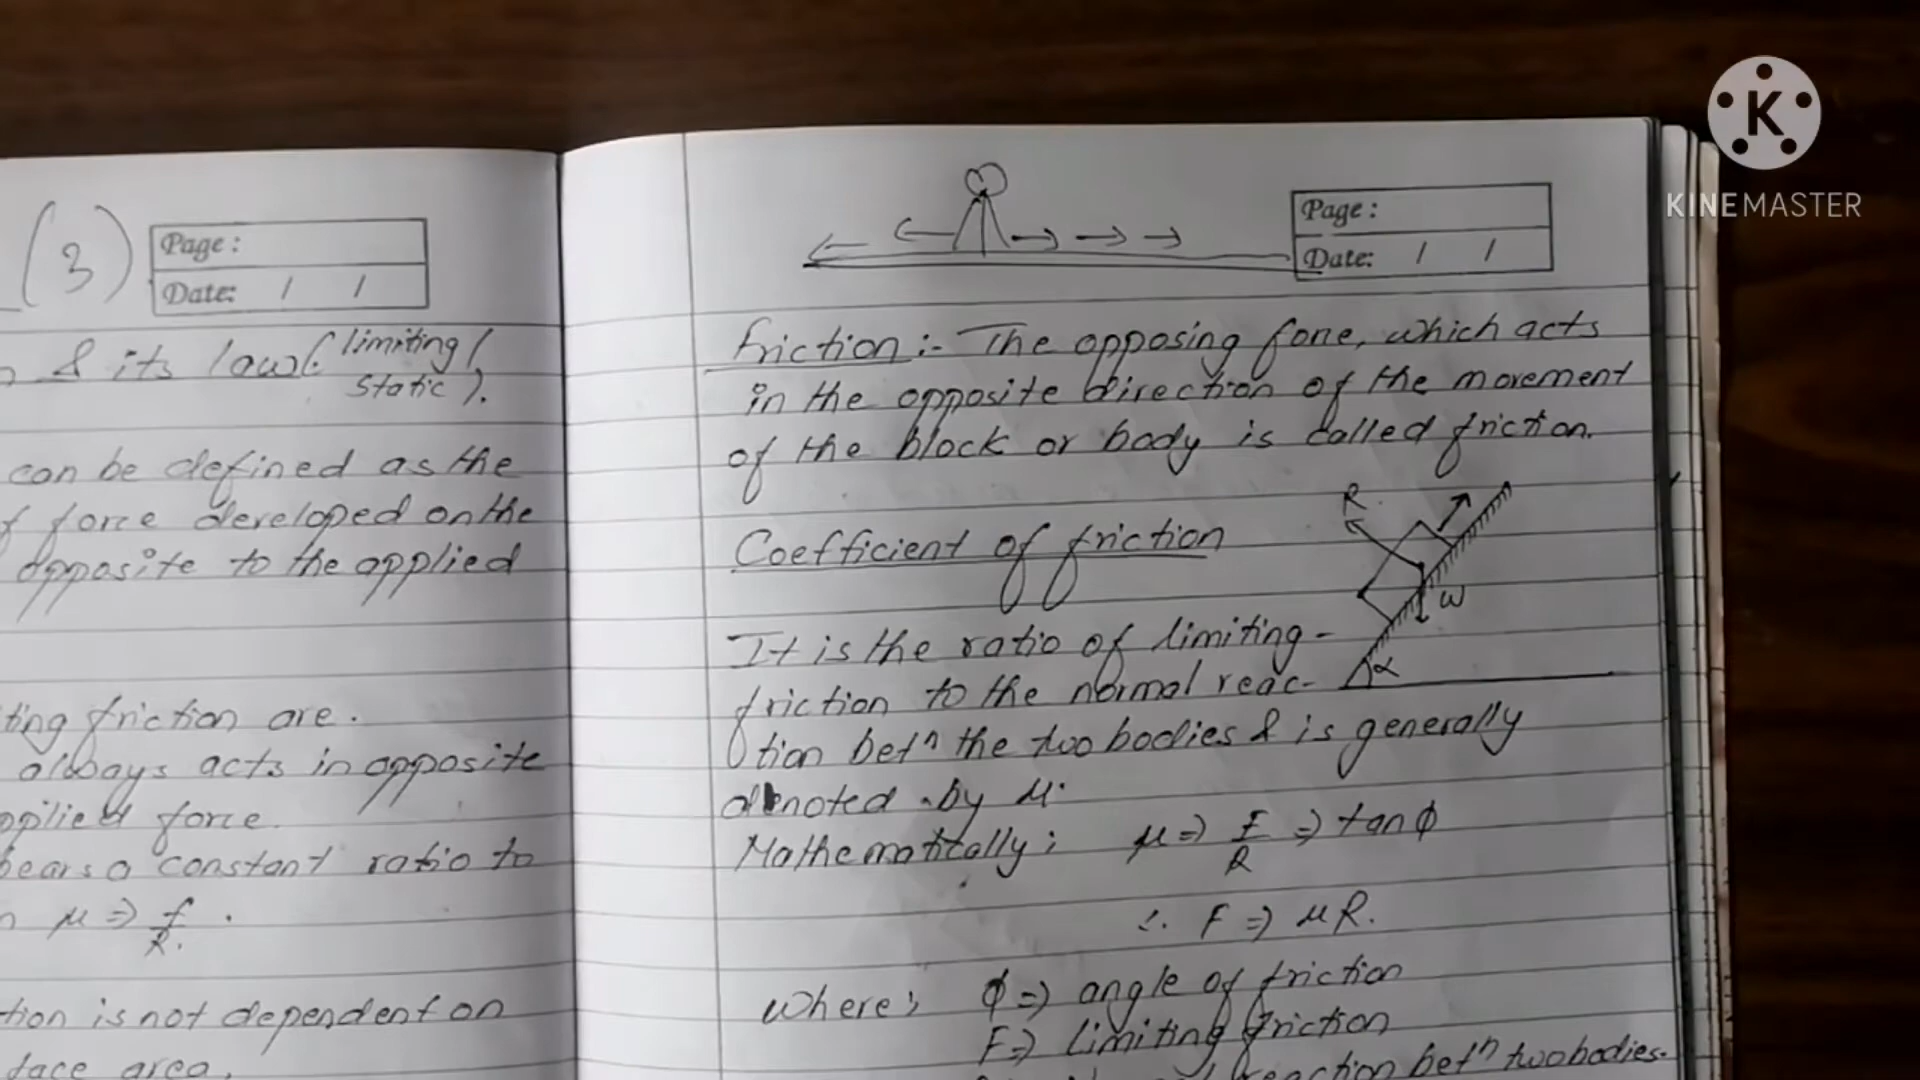 (3)
Page :
Date: / /
& its law (limiting/
static).
can be defined as the
force developed on the
opposite to the applied
ting friction are.
always acts in opposite
pplied force.
bears a constant ratio to
μ => f/R.
tion is not dependent on
face area.
Page :
Date: / /
Friction :- The opposing force, which acts
in the opposite direction of the movement
of the block or body is called friction.
Coefficient of friction
It is the ratio of limiting-
friction to the normal reac-
tion betⁿ the two bodies & is generally
denoted by μ.
Mathematically: μ => F/R => tan ϕ
∴ F => μR.
where; ϕ => angle of friction
F => limiting friction
reaction betⁿ two bodies.
R
W
α
K
KINEMASTER